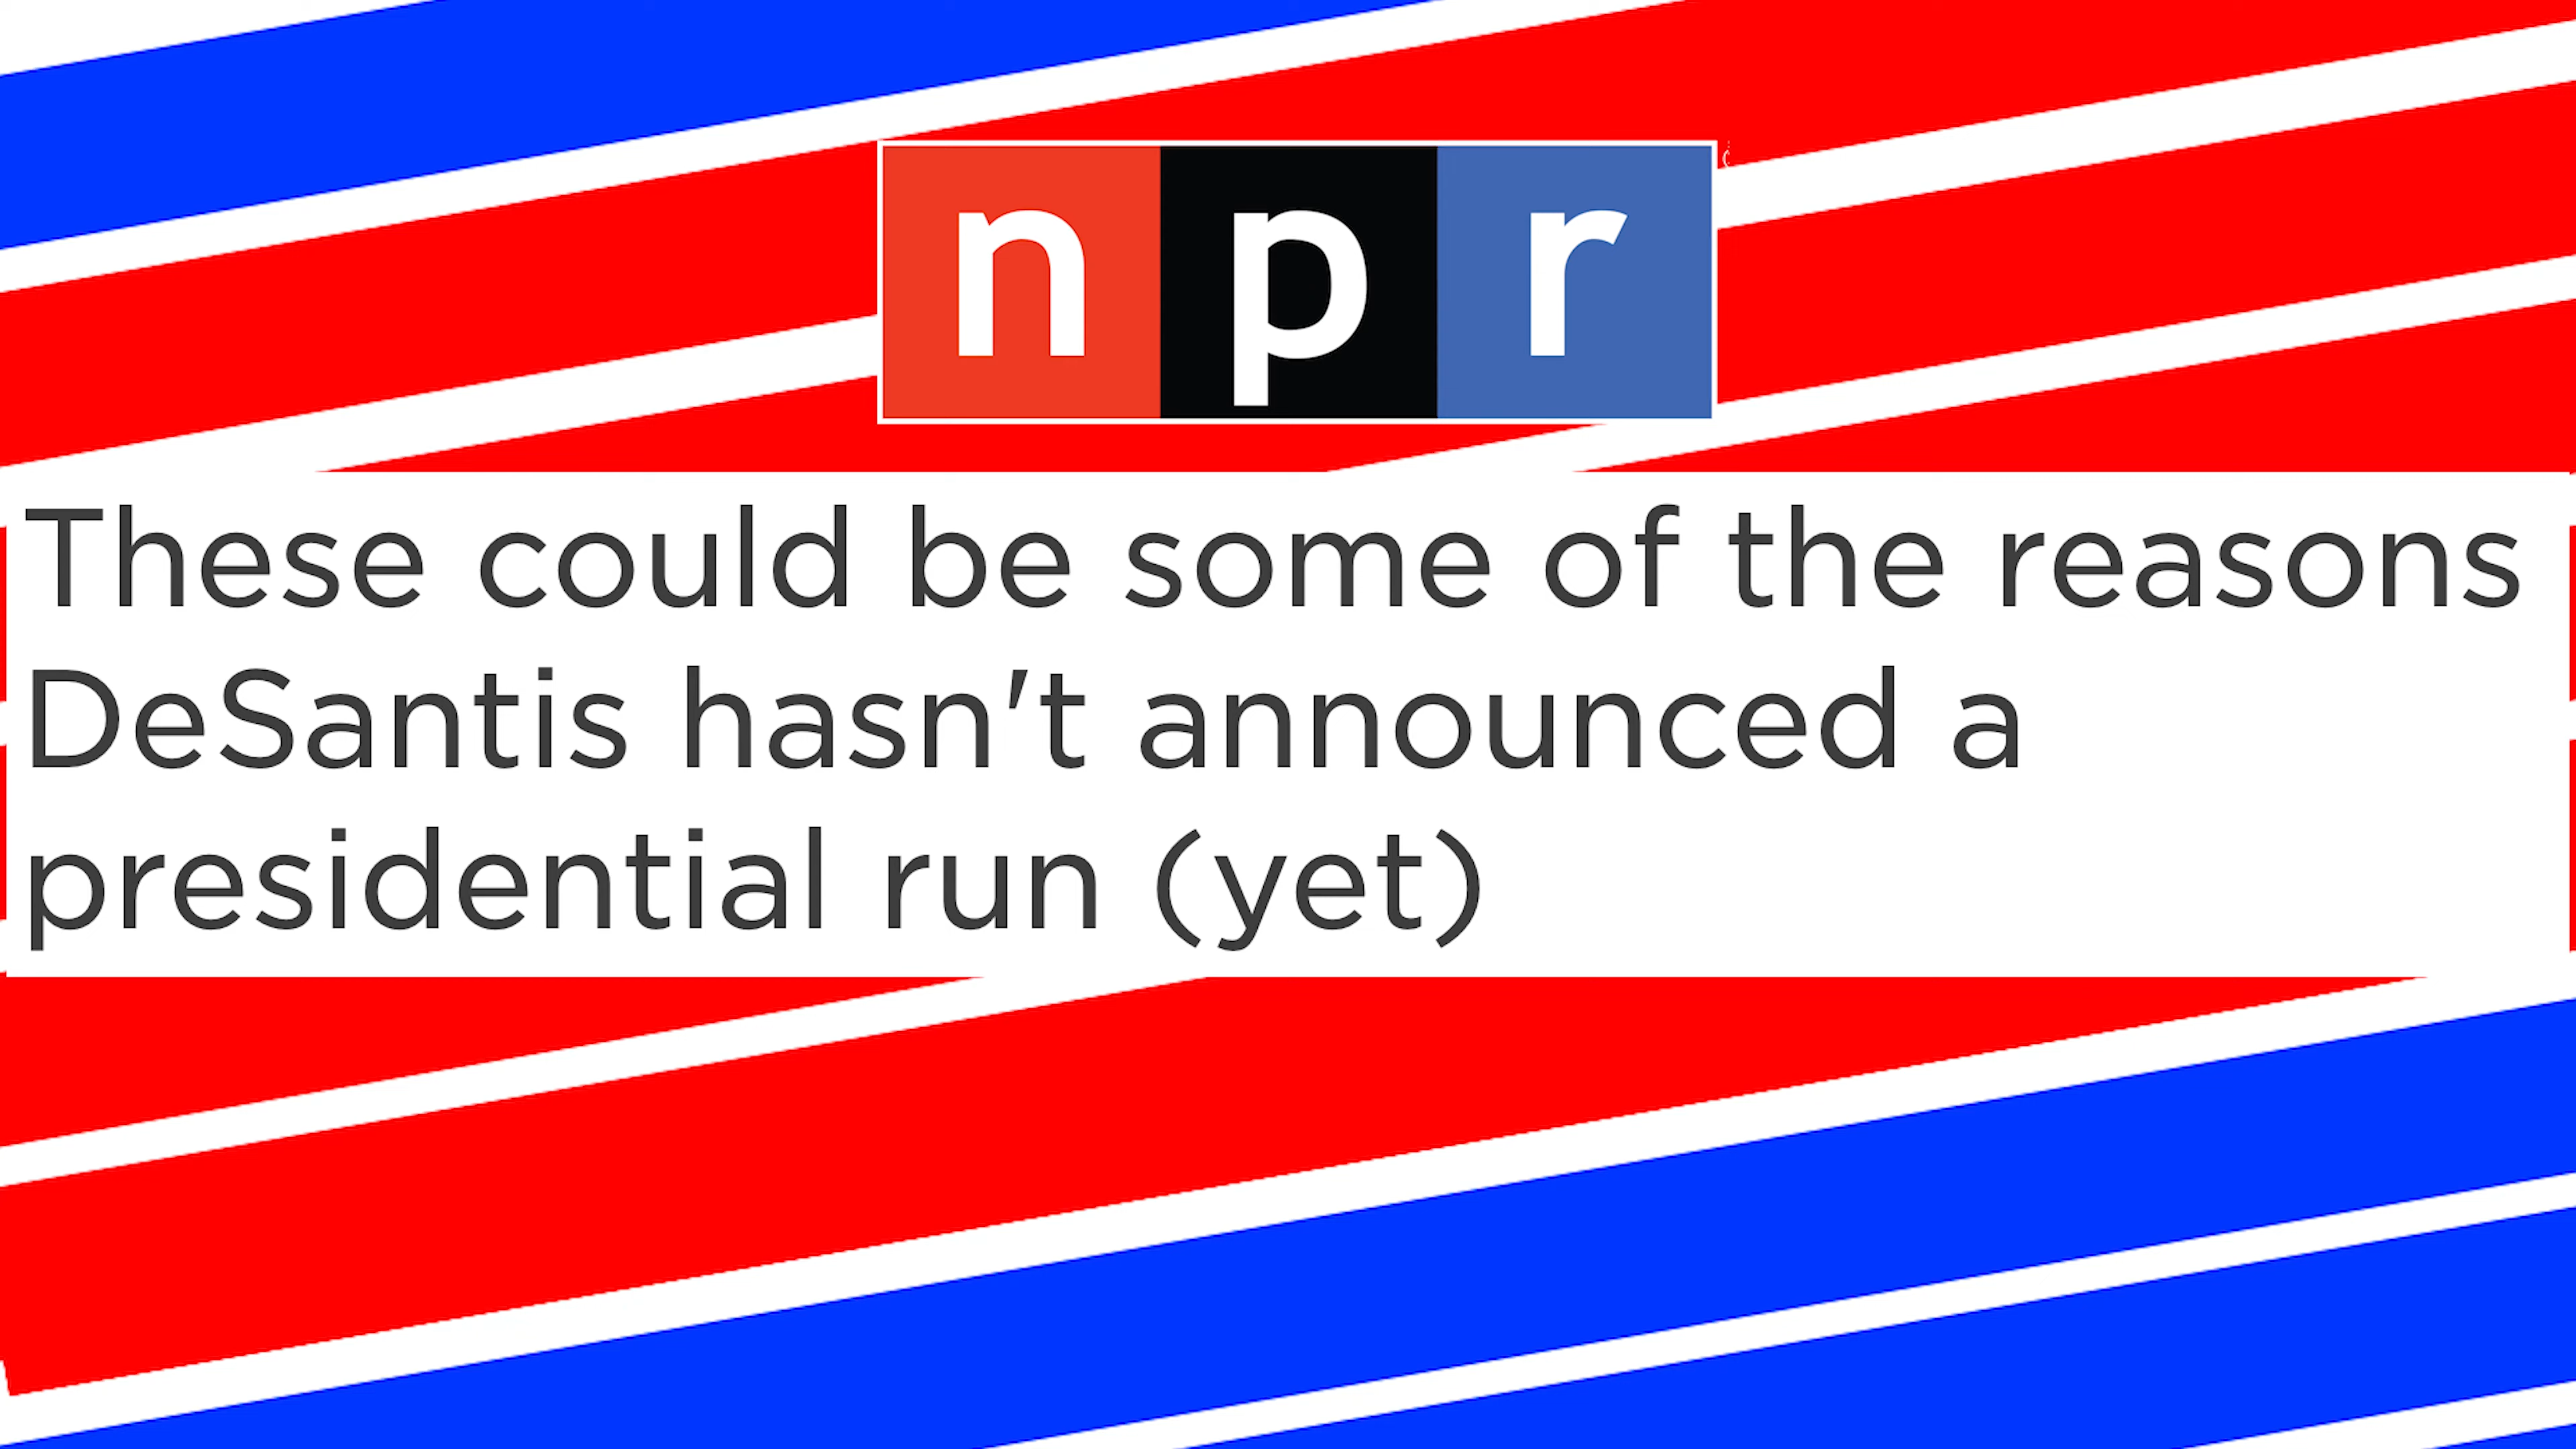 npr
These could be some of the reasons
DeSantis hasn't announced a
presidential run (yet)